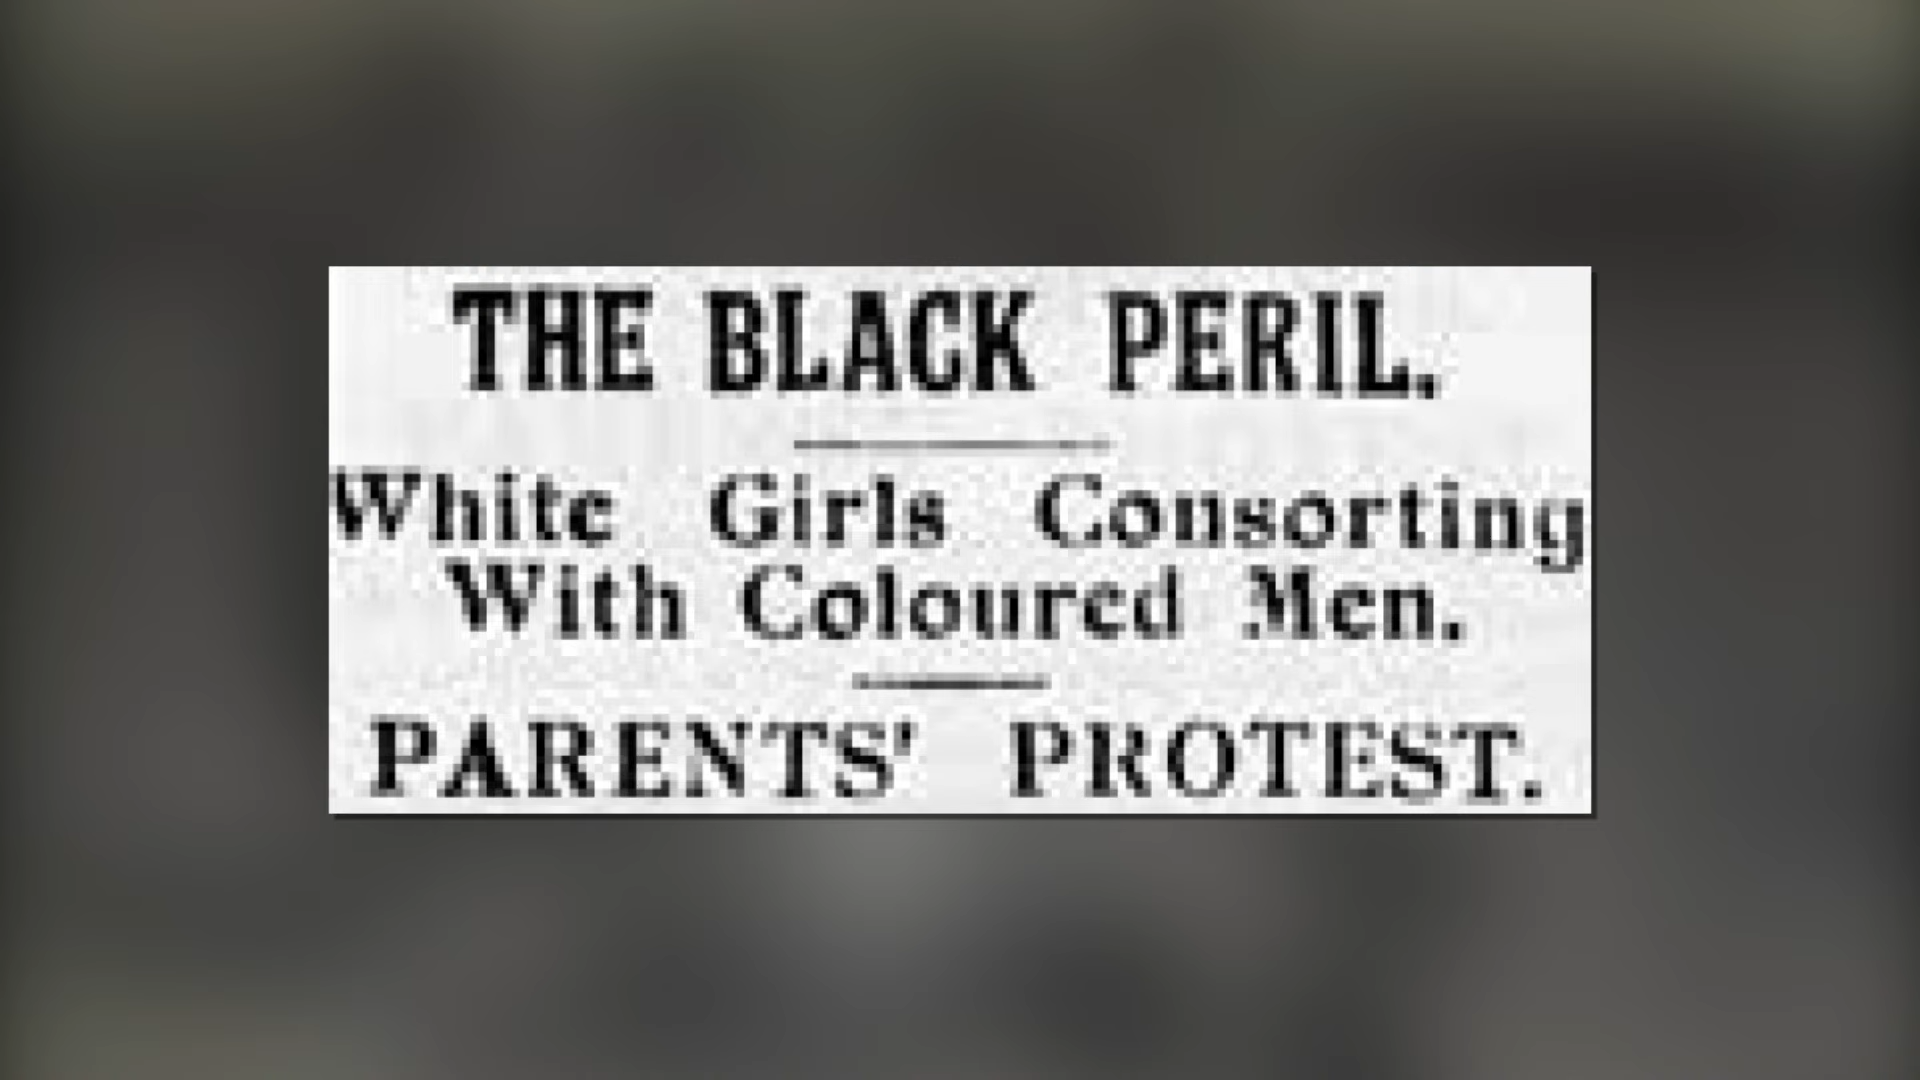 THE BLACK PERIL.
White Girls Consorting
With Coloured Men.
PARENTS' PROTEST.